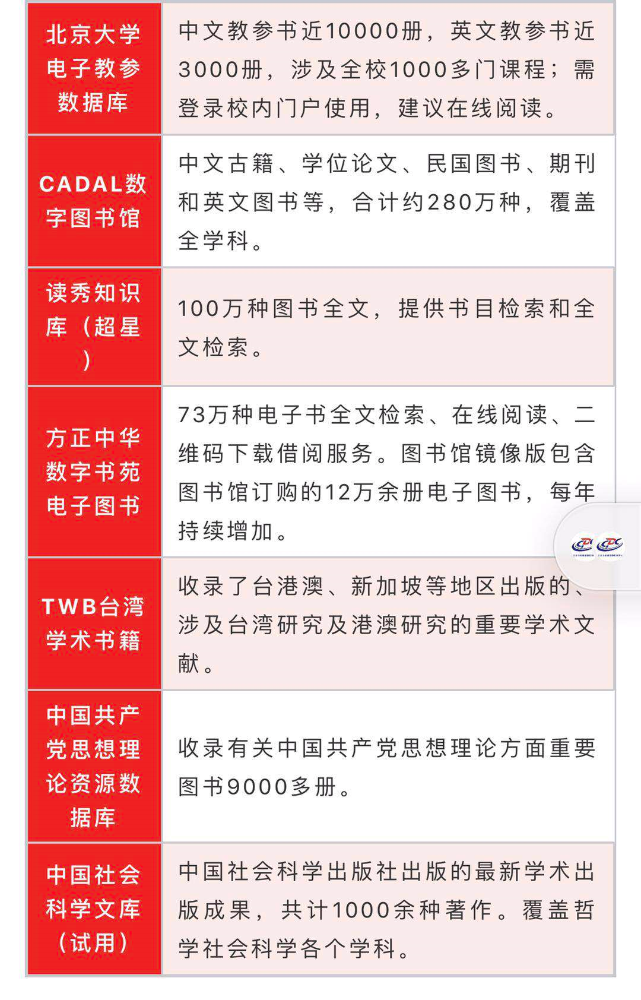 北京大学
电子教参
数据库
中文教参书近10000册，英文教参书近
3000册，涉及全校1000多门课程；需
登录校内门户使用，建议在线阅读。
CADAL数
字图书馆
中文古籍、学位论文、民国图书、期刊
和英文图书等，合计约280万种，覆盖
全学科。
读秀知识
库（超星
）
100万种图书全文，提供书目检索和全
文检索。
方正中华
数字书苑
电子图书
73万种电子书全文检索、在线阅读、二
维码下载借阅服务。图书馆镜像版包含
图书馆订购的12万余册电子图书，每年
持续增加。
TWB台湾
学术书籍
收录了台港澳、新加坡等地区出版的、
涉及台湾研究及港澳研究的重要学术文
献。
中国共产
党思想理
论资源数
据库
收录有关中国共产党思想理论方面重要
图书9000多册。
中国社会
科学文库
（试用）
中国社会科学出版社出版的最新学术出
版成果，共计1000余种著作。覆盖哲
学社会科学各个学科。
CDC